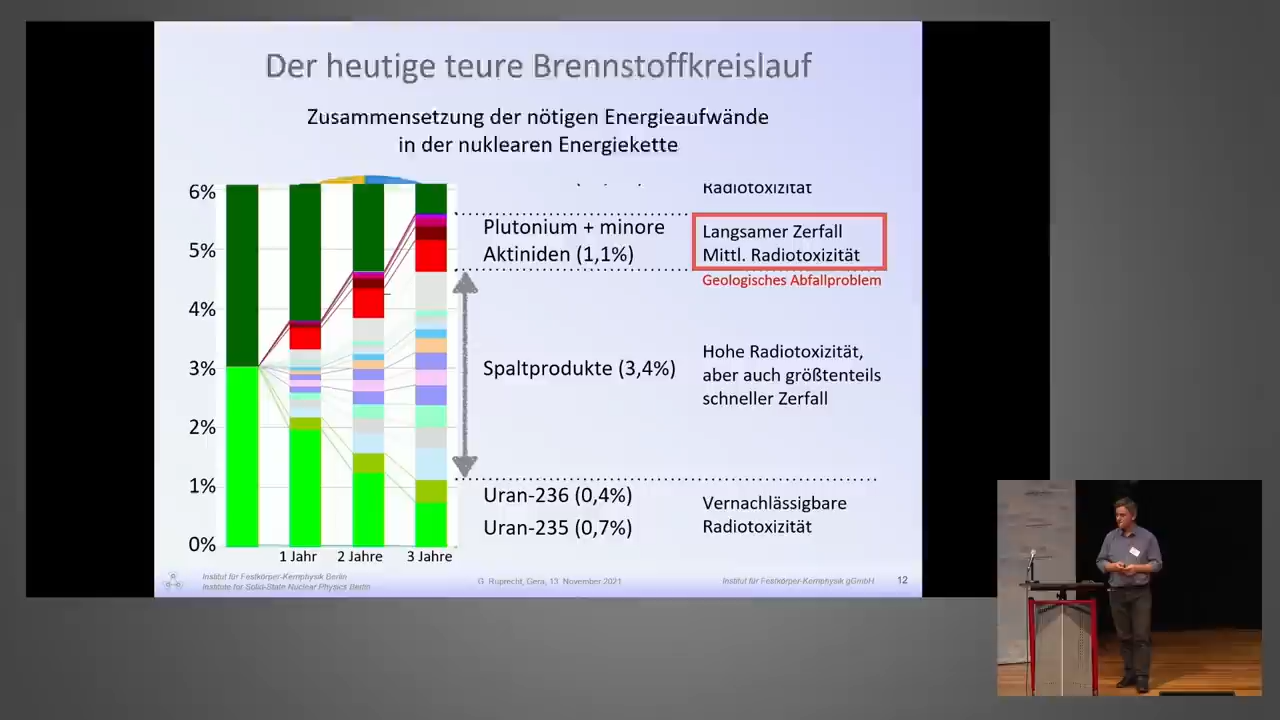 Der heutige teure Brennstoffkreislauf
Zusammensetzung der nötigen Energieaufwände
in der nuklearen Energiekette
6%
5%
4%
3%
2%
1%
0%
1 Jahr
2 Jahre
3 Jahre
Radiotoxizität
Plutonium + minore
Aktiniden (1,1%)
Langsamer Zerfall
Mittl. Radiotoxizität
Geologisches Abfallproblem
Spaltprodukte (3,4%)
Hohe Radiotoxizität,
aber auch größtenteils
schneller Zerfall
Uran-236 (0,4%)
Uran-235 (0,7%)
Vernachlässigbare
Radiotoxizität
Institut für Festkörper-Kernphysik Berlin
Institute for Solid-State Nuclear Physics Berlin
G. Ruprecht, Gera, 13. November 2021
Institut für Festkörper-Kernphysik gGmbH
12